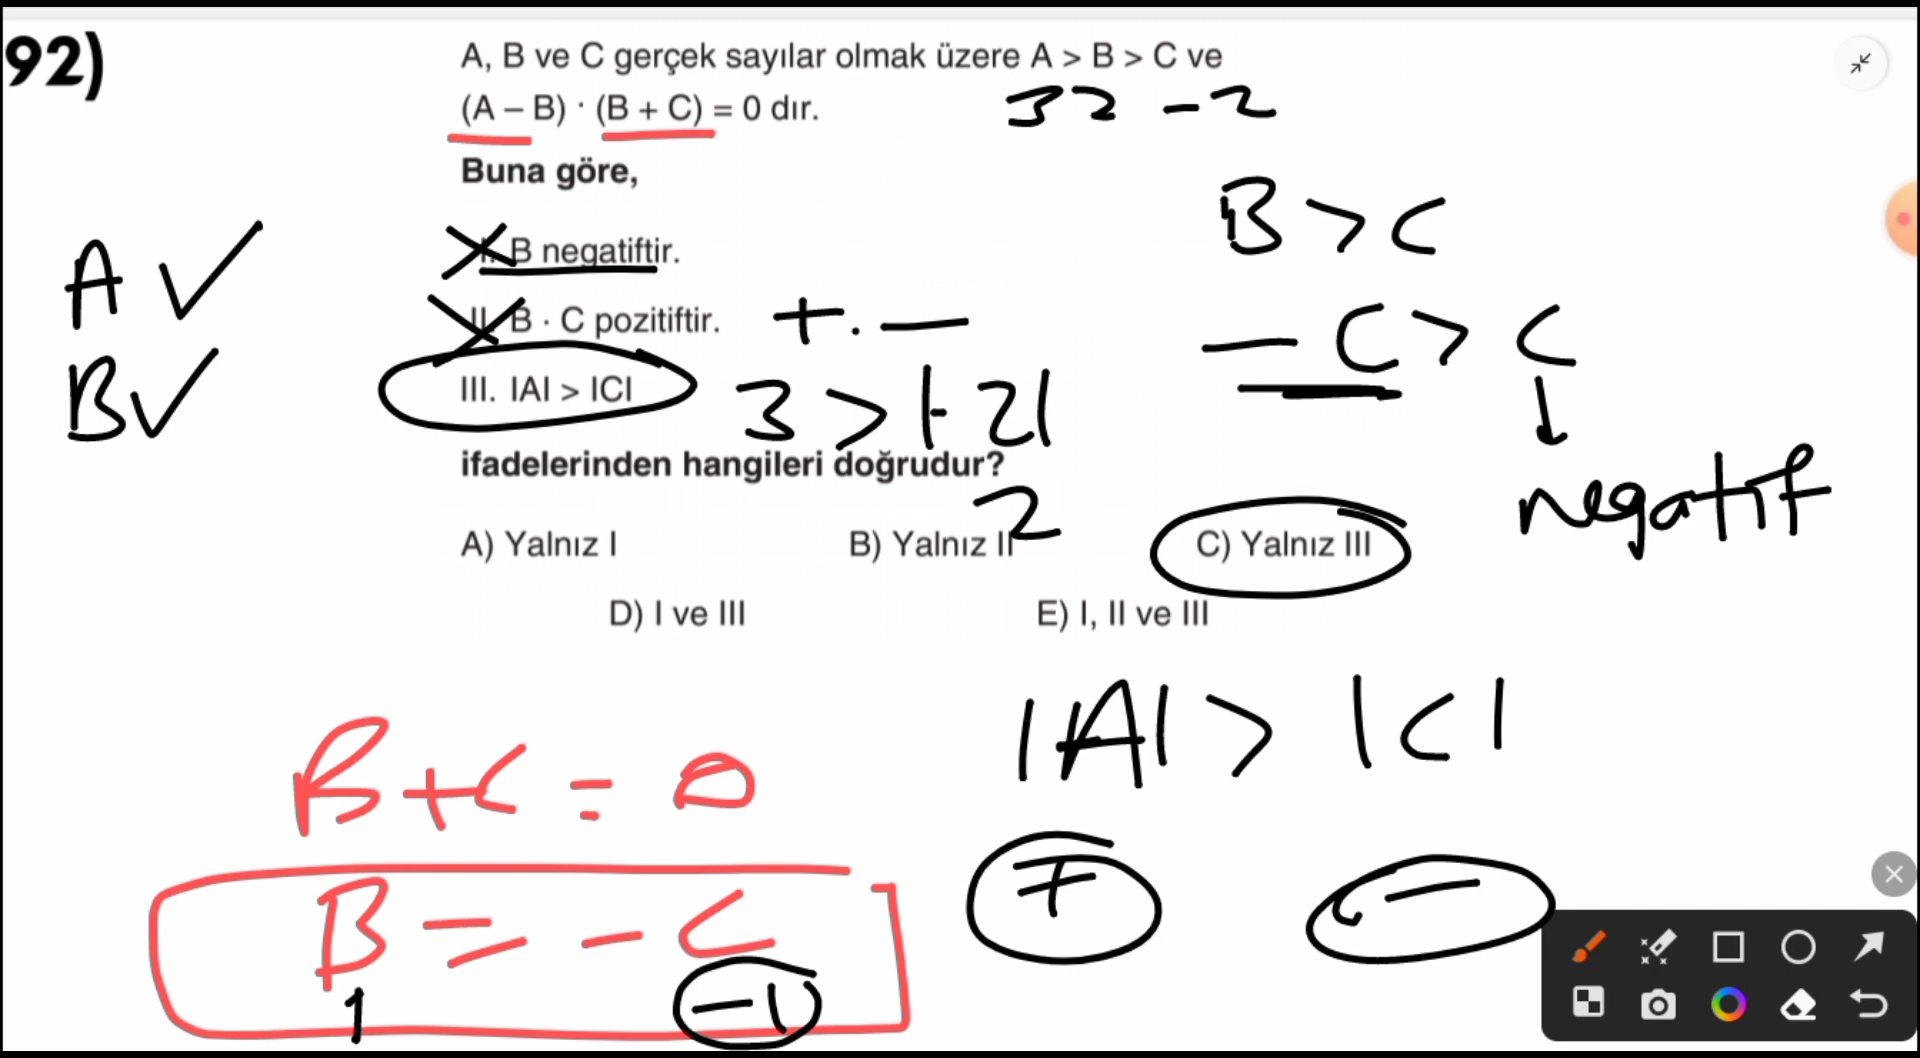 92)
A, B ve C gerçek sayılar olmak üzere A > B > C ve
(A – B) · (B + C) = 0 dır.
3 2 -2
Buna göre,
I. B negatiftir.
II. B · C pozitiftir.
+ . —
III. |A| > |C|
3 > |-2|
2
ifadelerinden hangileri doğrudur?
A) Yalnız I
B) Yalnız II
C) Yalnız III
D) I ve III
E) I, II ve III
A ✓
B ✓
B > C
-C > C
negatif
|A| > |C|
+
-
B + C = 0
B = - C
1
-1